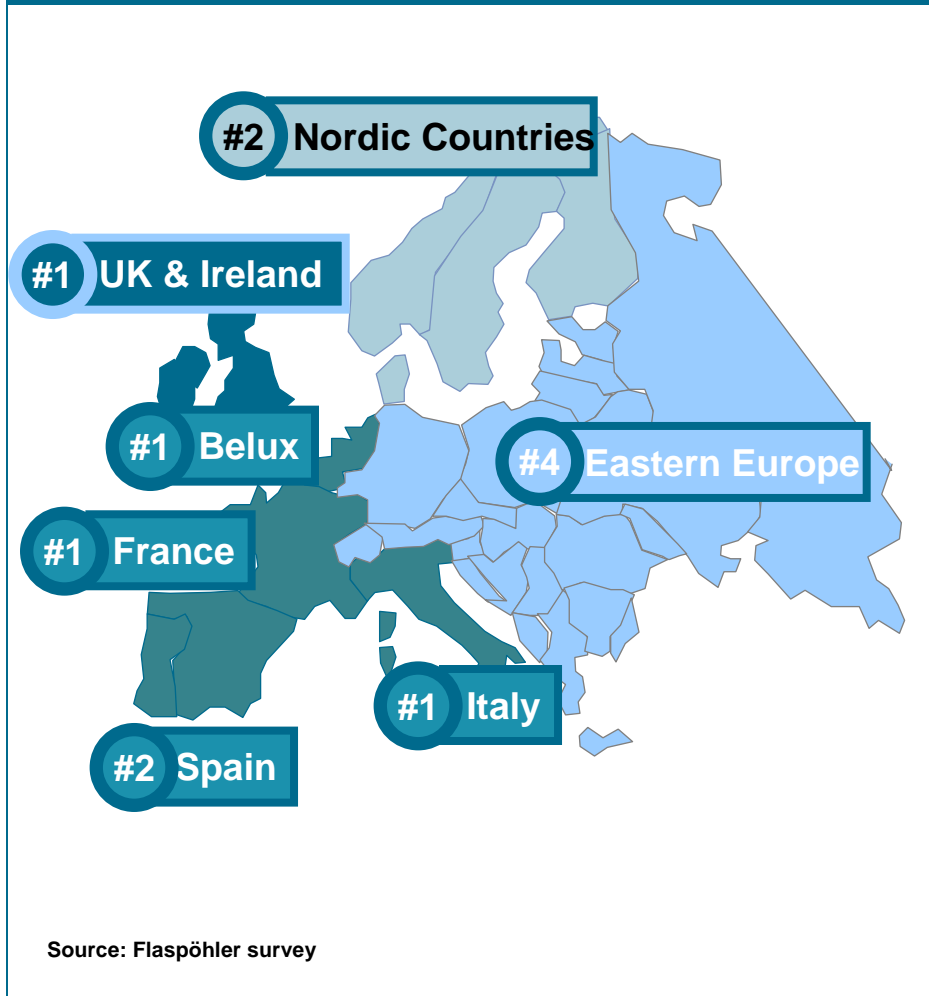 #2 Nordic Countries
#1 UK & Ireland
#1 Belux
#4 Eastern Europe
#1 France
#1 Italy
#2 Spain
Source: Flaspöhler survey